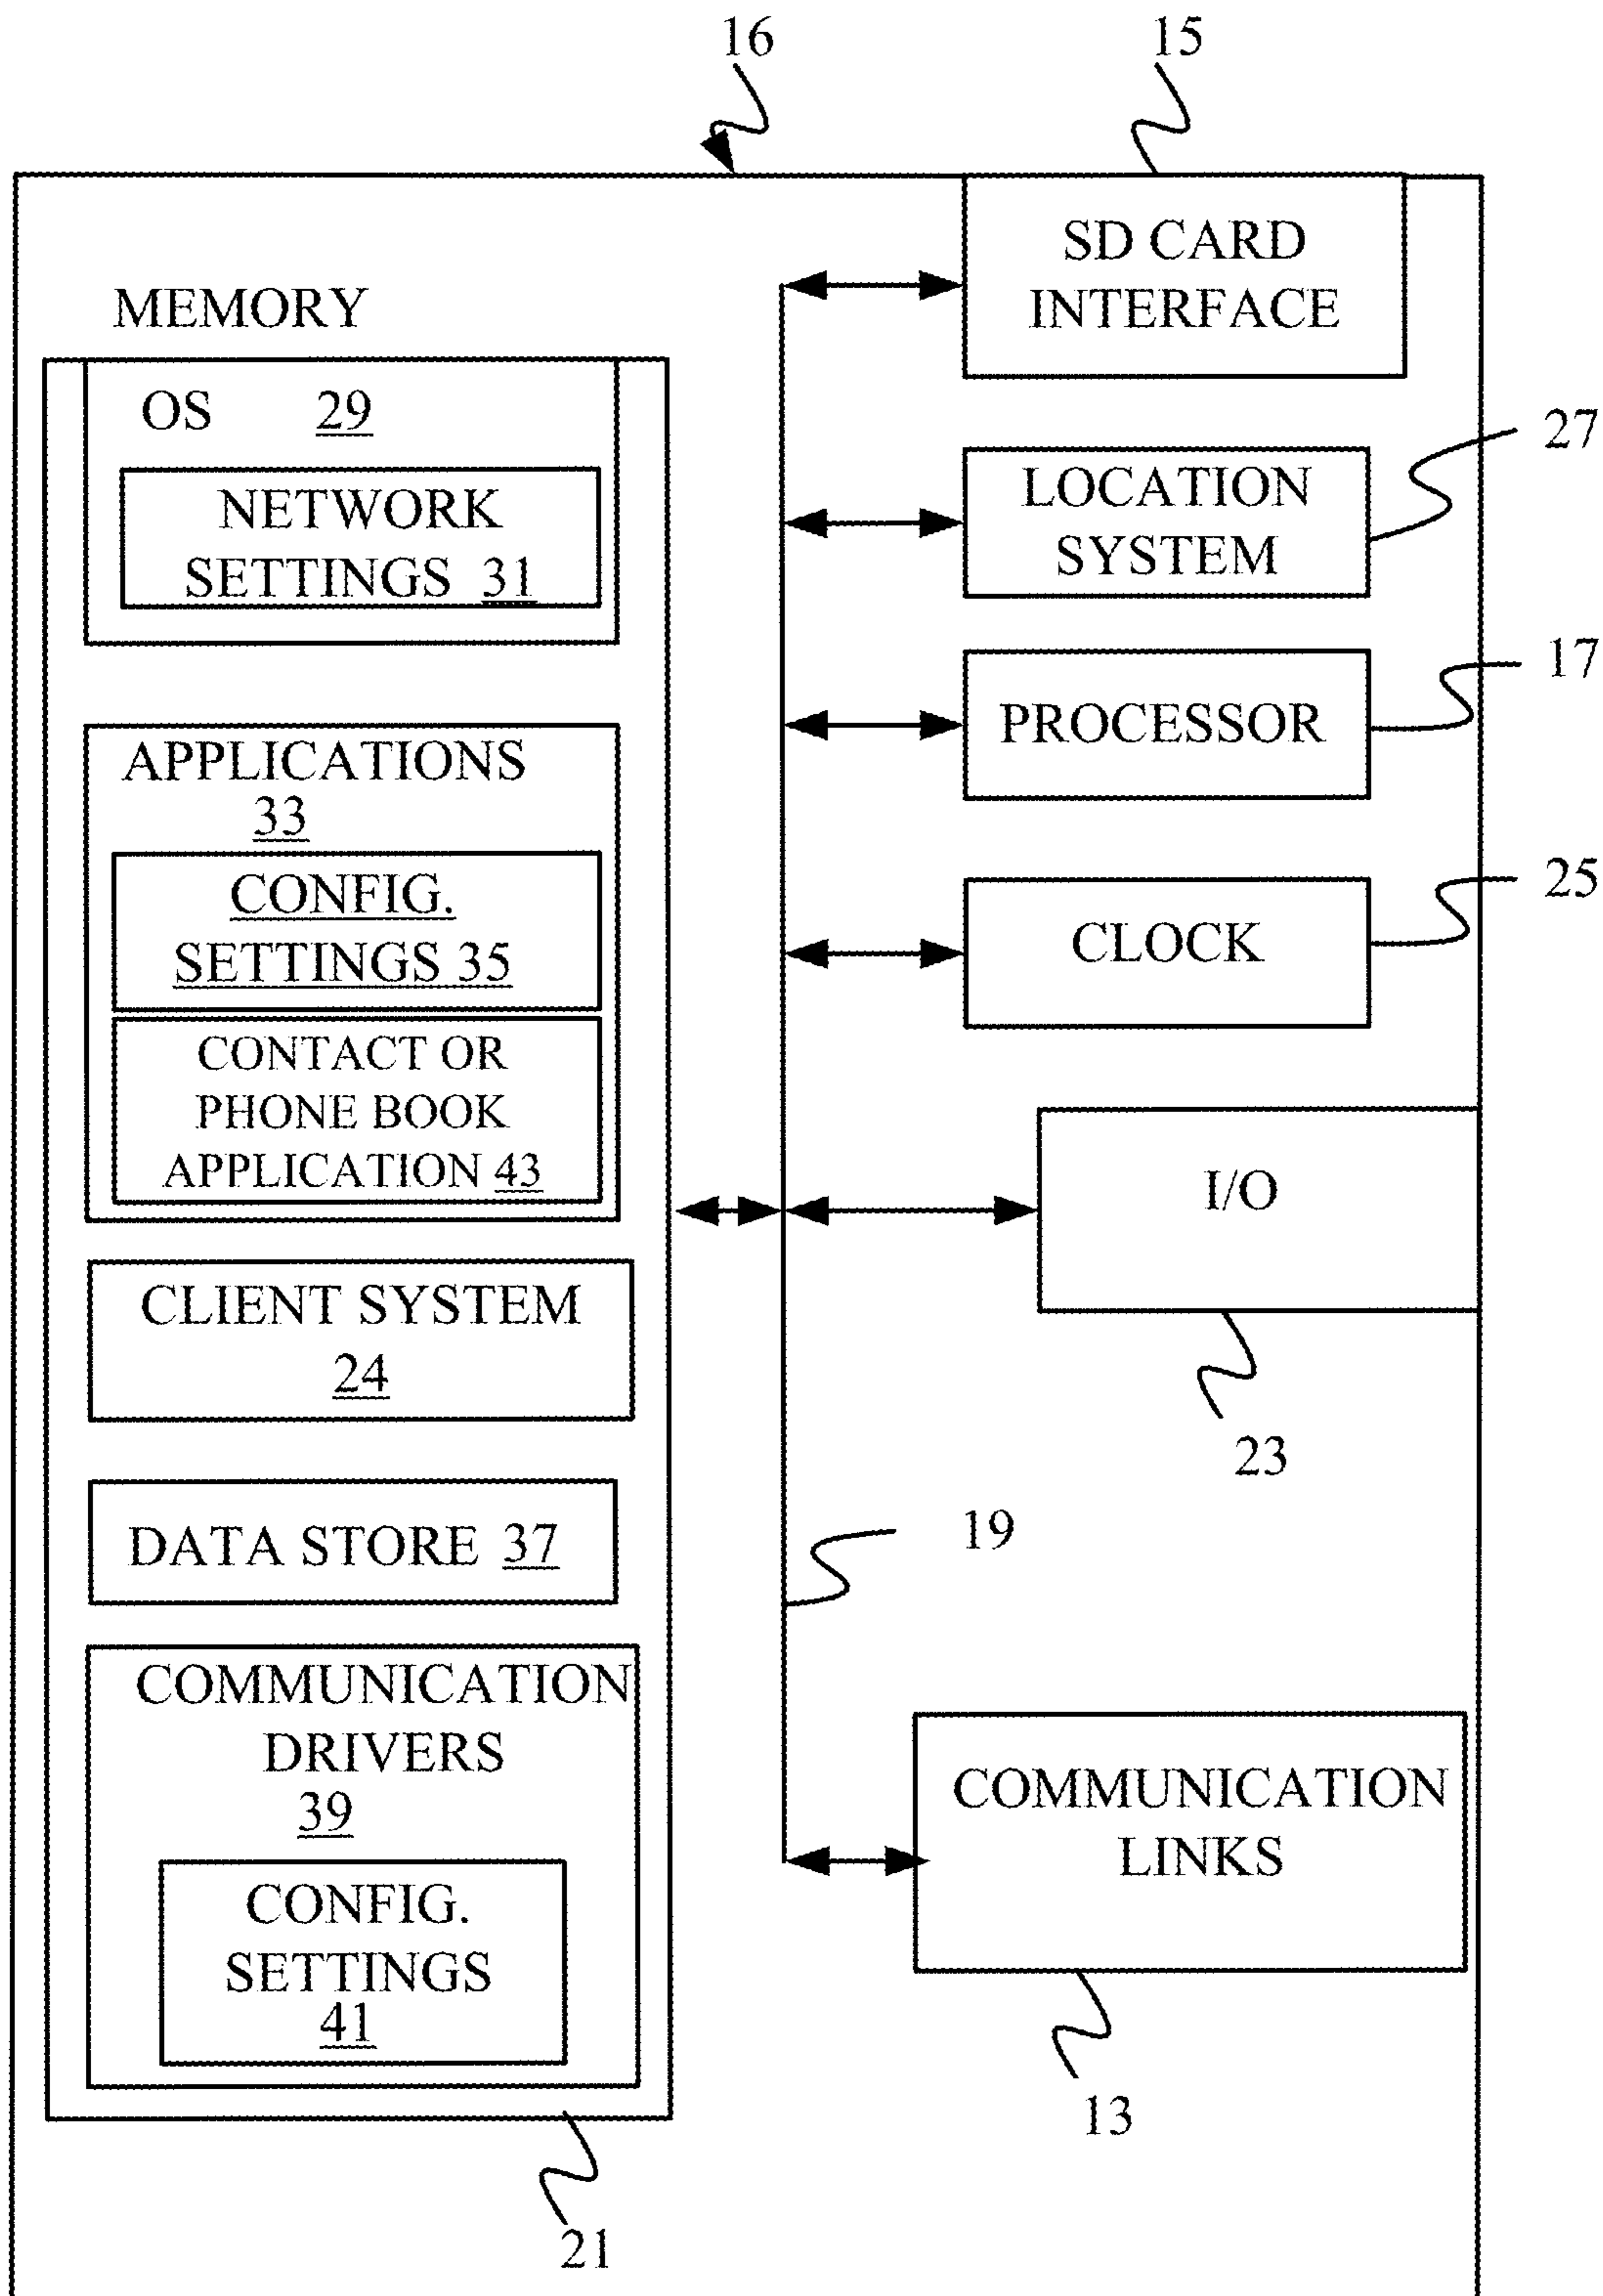 16
15
SD CARD
INTERFACE
MEMORY
OS 29
NETWORK
SETTINGS 31
27
LOCATION
SYSTEM
17
PROCESSOR
APPLICATIONS
33
CONFIG.
SETTINGS 35
25
CLOCK
CONTACT OR
PHONE BOOK
APPLICATION 43
I/O
23
CLIENT SYSTEM
24
DATA STORE 37
19
COMMUNICATION
DRIVERS
39
CONFIG.
SETTINGS
41
COMMUNICATION
LINKS
13
21